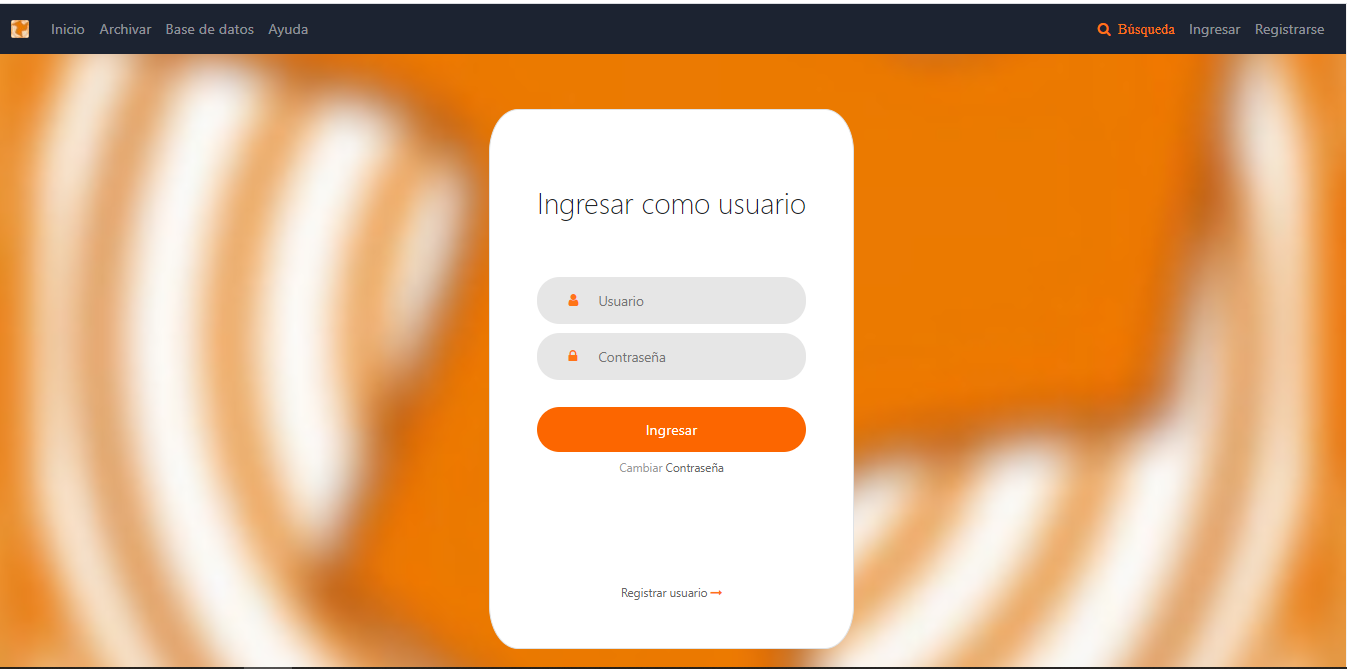 Inicio Archivar Base de datos Ayuda Búsqueda Ingresar Registrarse
Ingresar como usuario
Usuario
Contraseña
Ingresar
Cambiar Contraseña
Registrar usuario